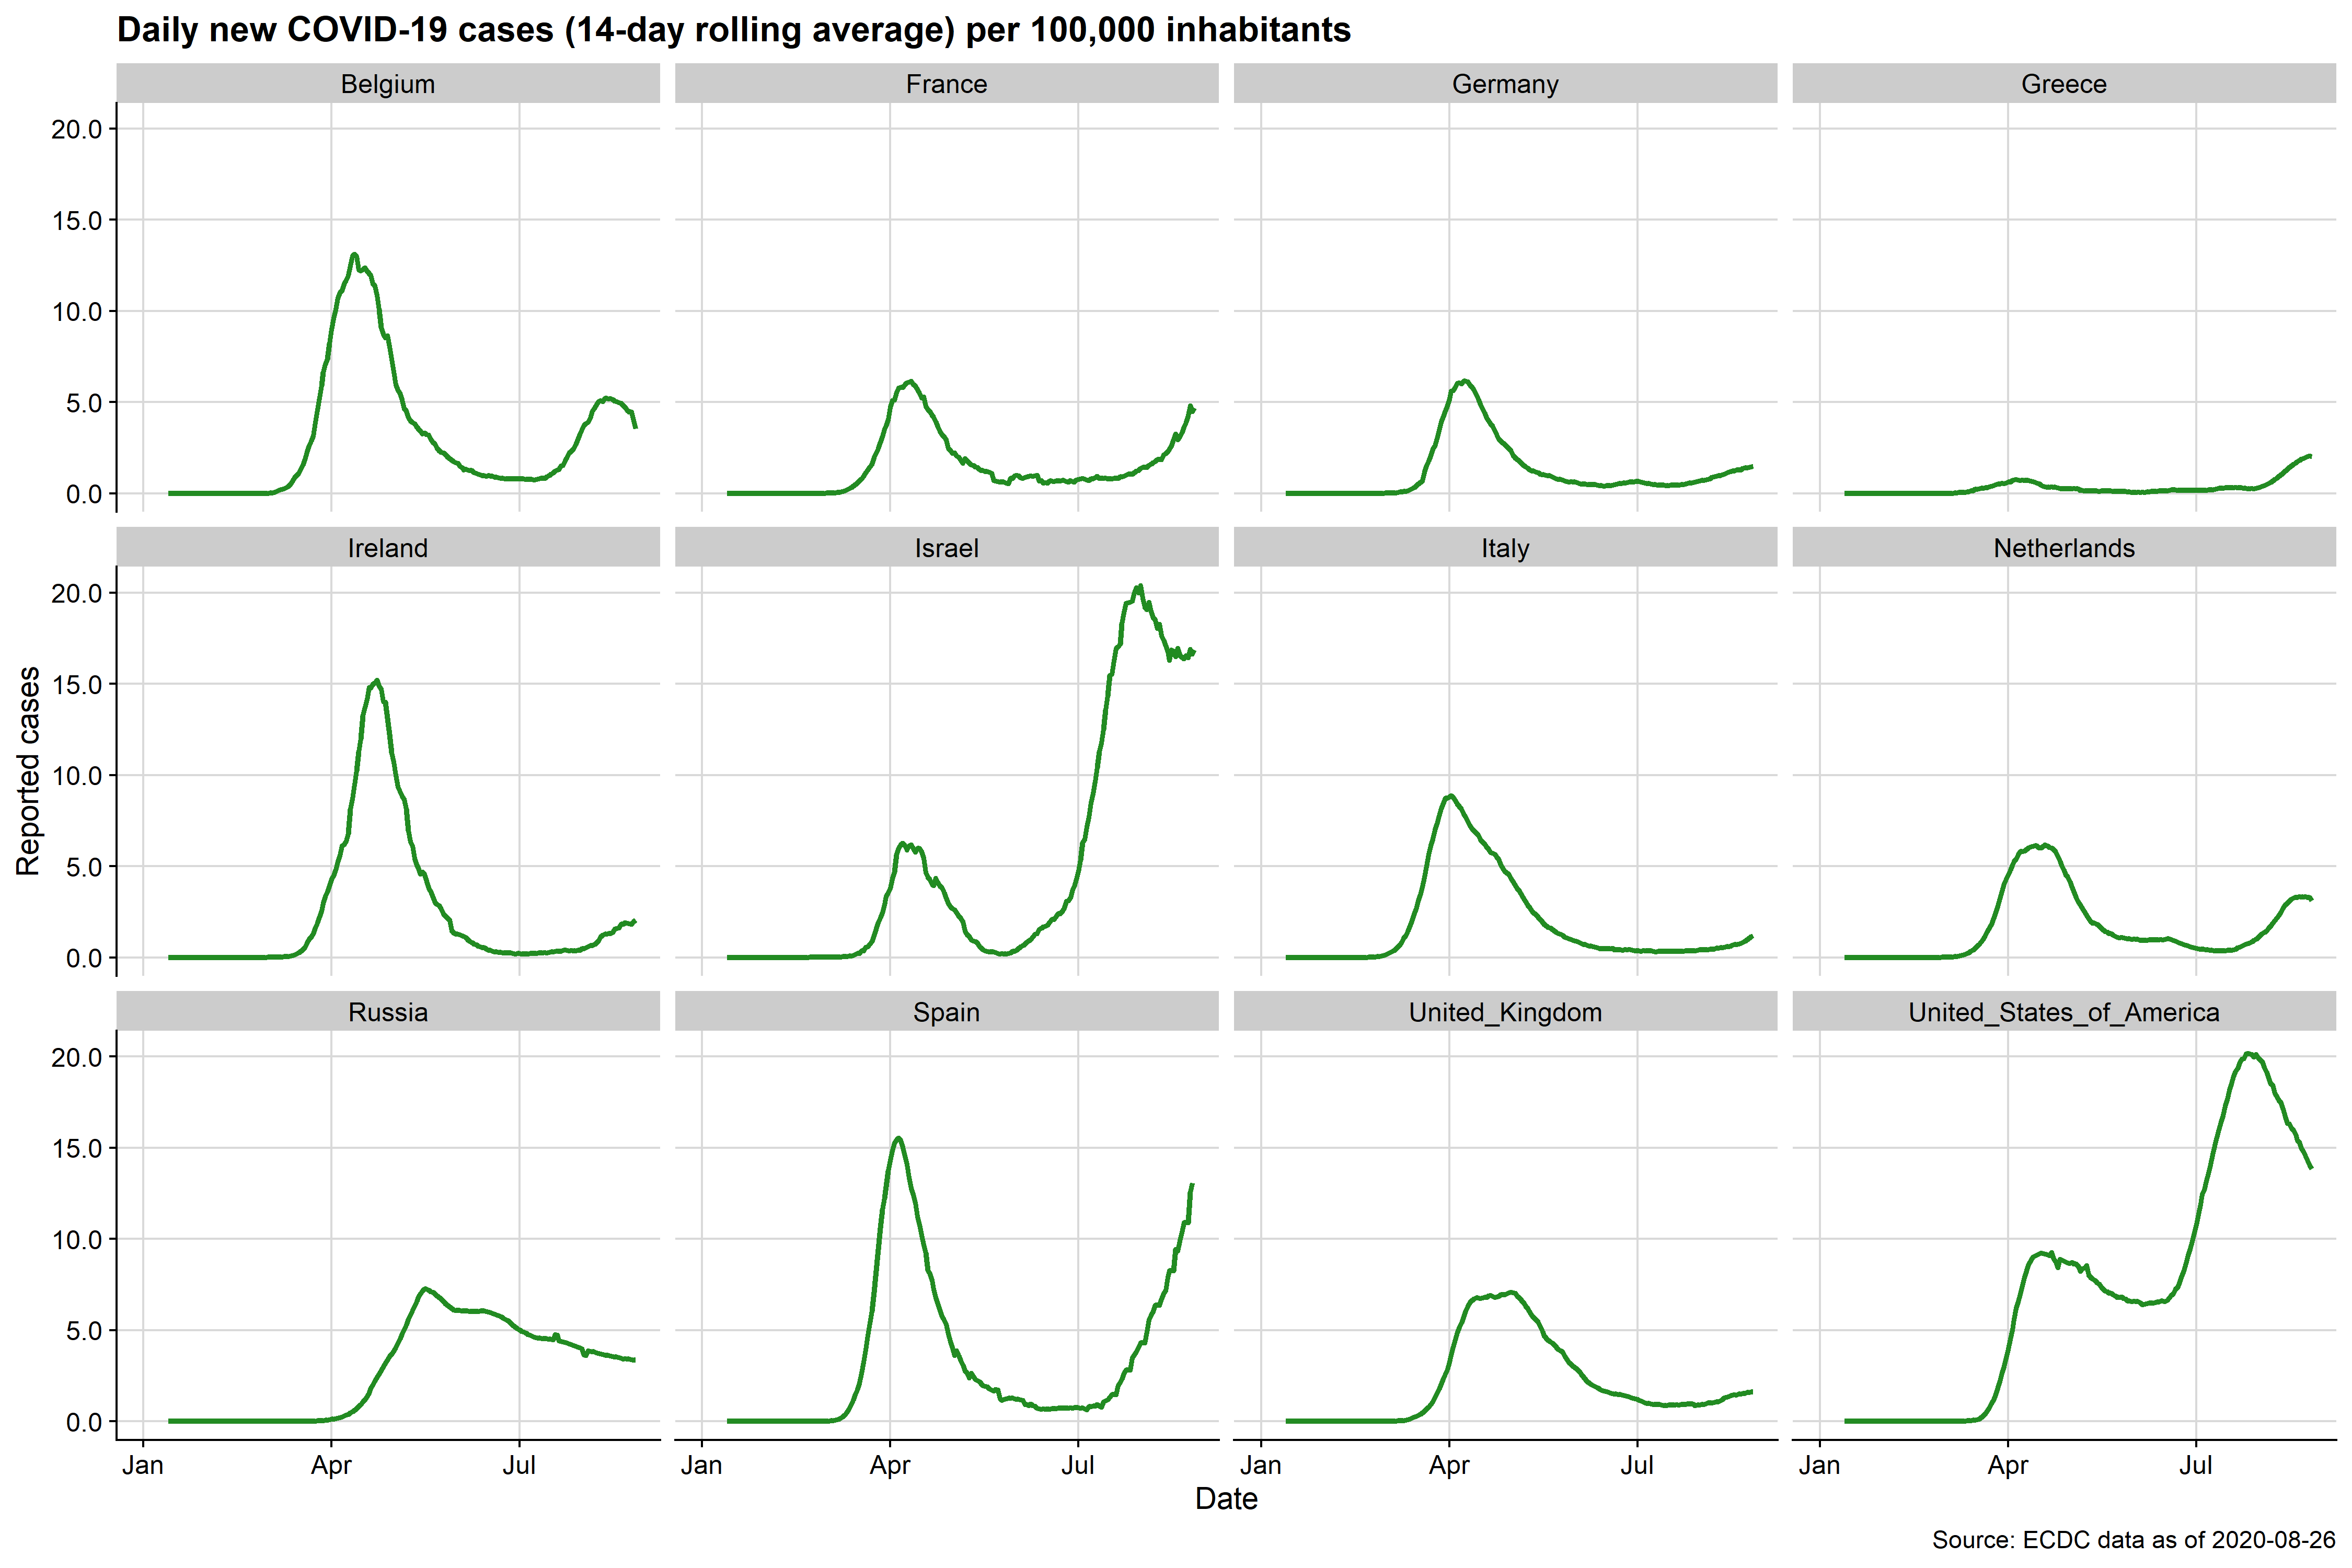 Daily new COVID-19 cases (14-day rolling average) per 100,000 inhabitants
Belgium France Germany Greece
20.0
15.0
10.0
5.0
0.0
Ireland Israel Italy Netherlands
20.0
15.0
10.0
5.0
0.0
Reported cases
Russia Spain United_Kingdom United_States_of_America
20.0
15.0
10.0
5.0
0.0
Jan Apr Jul Jan Apr Jul Jan Apr Jul Jan Apr Jul
Date
Source: ECDC data as of 2020-08-26